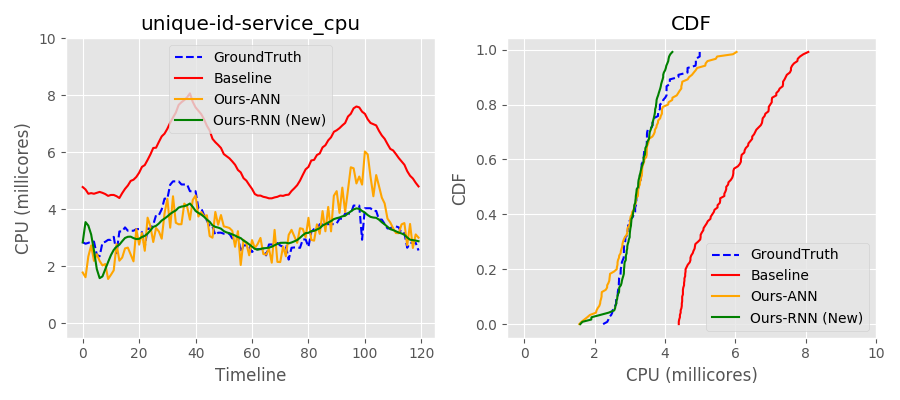 unique-id-service_cpu
CPU (millicores)
10
8
6
4
2
0
GroundTruth
Baseline
Ours-ANN
Ours-RNN (New)
0
20
40
60
80
100
120
Timeline
CDF
CDF
1.0
0.8
0.6
0.4
0.2
0.0
GroundTruth
Baseline
Ours-ANN
Ours-RNN (New)
0
2
4
6
8
10
CPU (millicores)